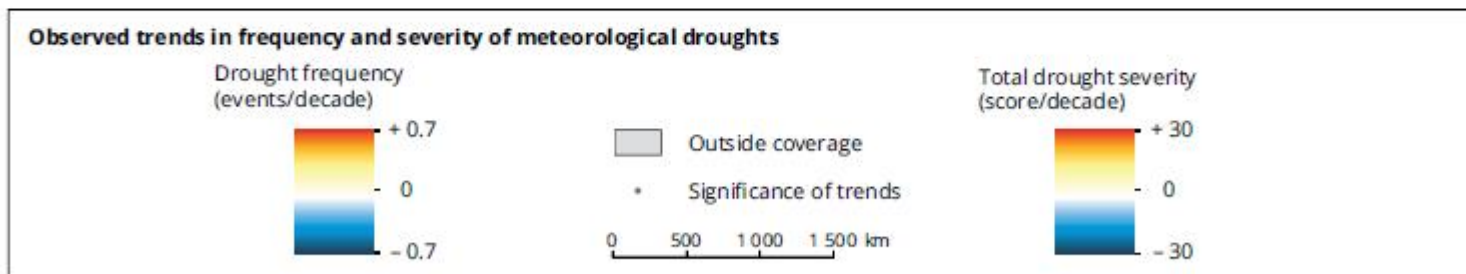 Observed trends in frequency and severity of meteorological droughts
Drought frequency
(events/decade)
+ 0.7
0
– 0.7
Outside coverage
Significance of trends
0 500 1 000 1 500 km
Total drought severity
(score/decade)
+ 30
0
– 30